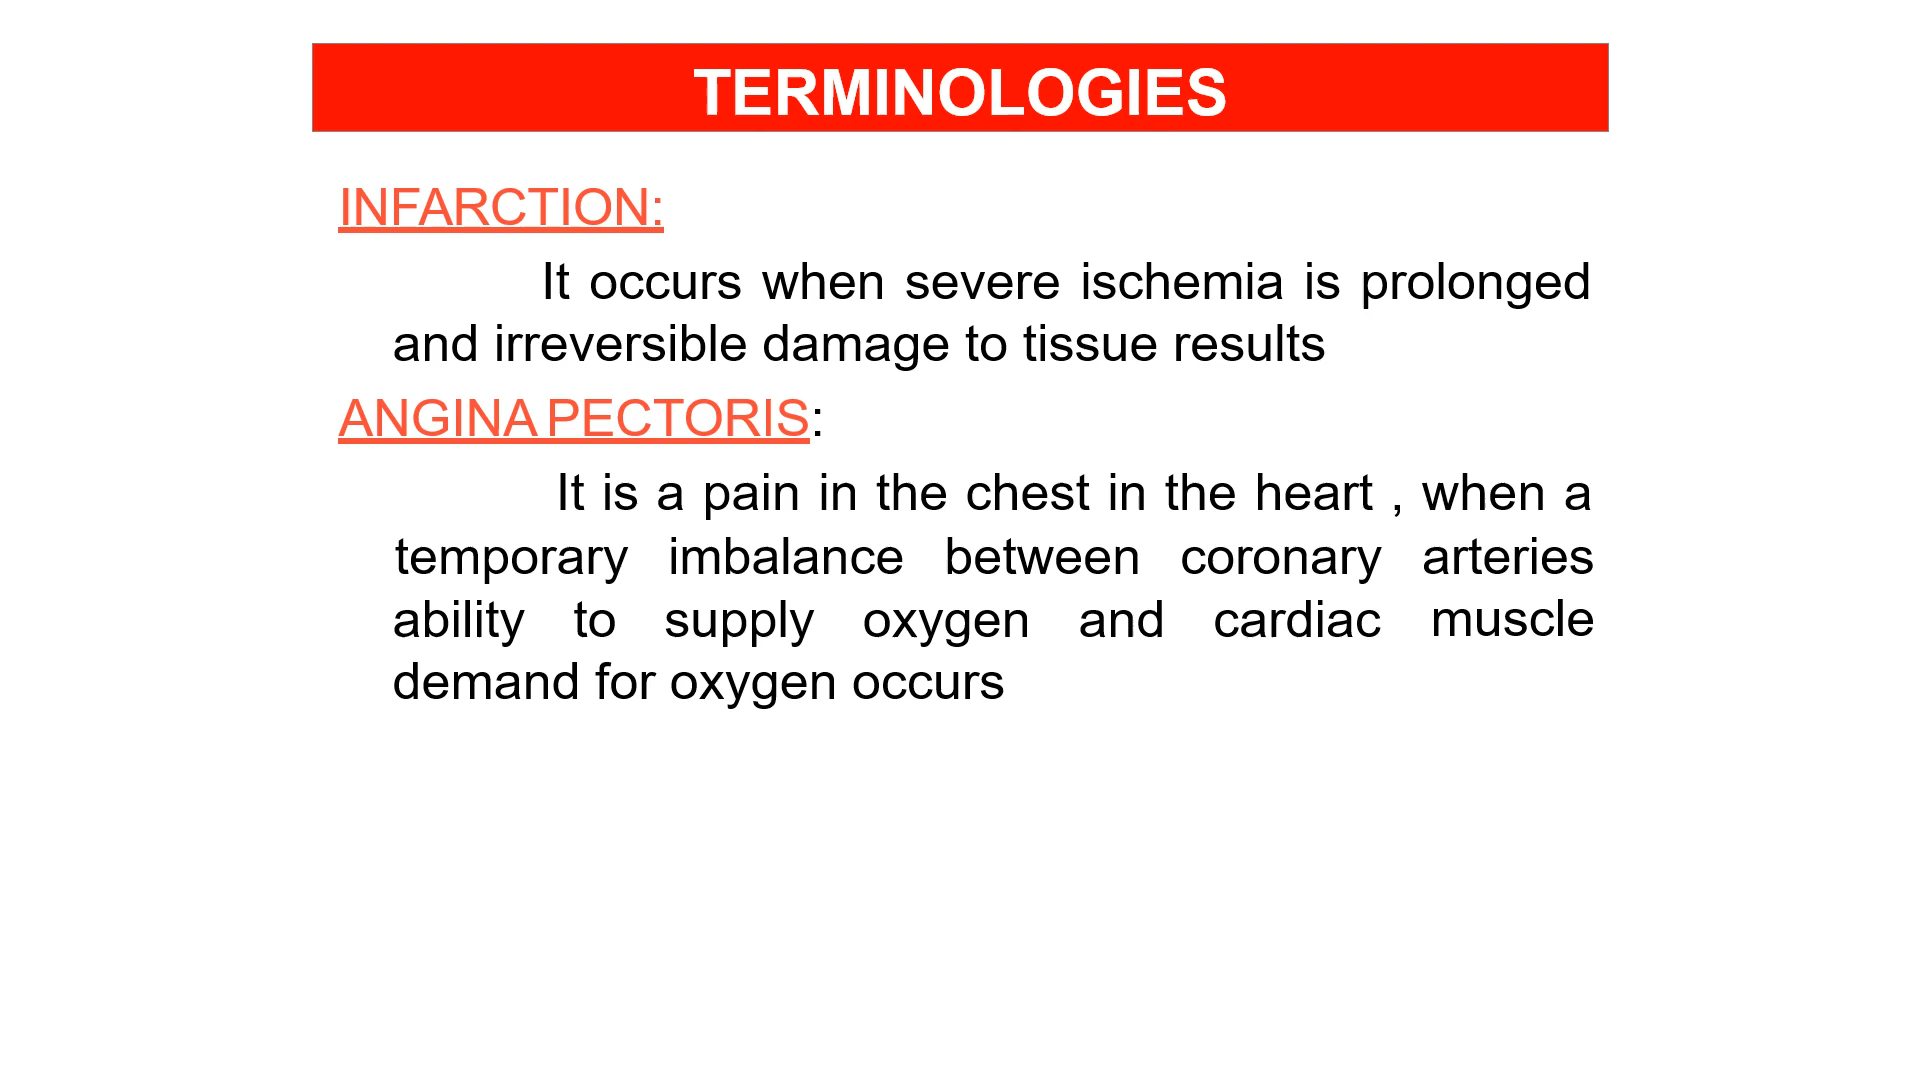 TERMINOLOGIES
INFARCTION:
It occurs when severe ischemia is prolonged
and irreversible damage to tissue results
ANGINA PECTORIS:
It is a pain in the chest in the heart , when a
temporary imbalance between coronary arteries
ability to supply oxygen and cardiac muscle
demand for oxygen occurs